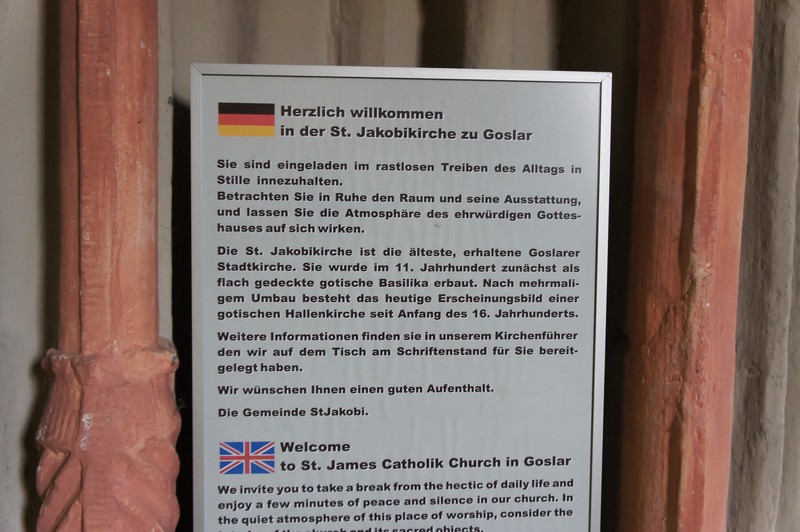 Herzlich willkommen
in der St. Jakobikirche zu Goslar
Sie sind eingeladen im rastlosen Treiben des Alltags in
Stille innezuhalten.
Betrachten Sie in Ruhe den Raum und seine Ausstattung,
und lassen Sie die Atmosphäre des ehrwürdigen Gottes-
hauses auf sich wirken.
Die St. Jakobikirche ist die älteste, erhaltene Goslarer
Stadtkirche. Sie wurde im 11. Jahrhundert zunächst als
flach gedeckte gotische Basilika erbaut. Nach mehrmali-
gem Umbau besteht das heutige Erscheinungsbild einer
gotischen Hallenkirche seit Anfang des 16. Jahrhunderts.
Weitere Informationen finden sie in unserem Kirchenführer
den wir auf dem Tisch am Schriftenstand für Sie bereit-
gelegt haben.
Wir wünschen Ihnen einen guten Aufenthalt.
Die Gemeinde StJakobi.
Welcome
to St. James Catholik Church in Goslar
We invite you to take a break from the hectic of daily life and
enjoy a few minutes of peace and silence in our church. In
the quiet atmosphere of this place of worship, consider the
of the church and its sacred objects.